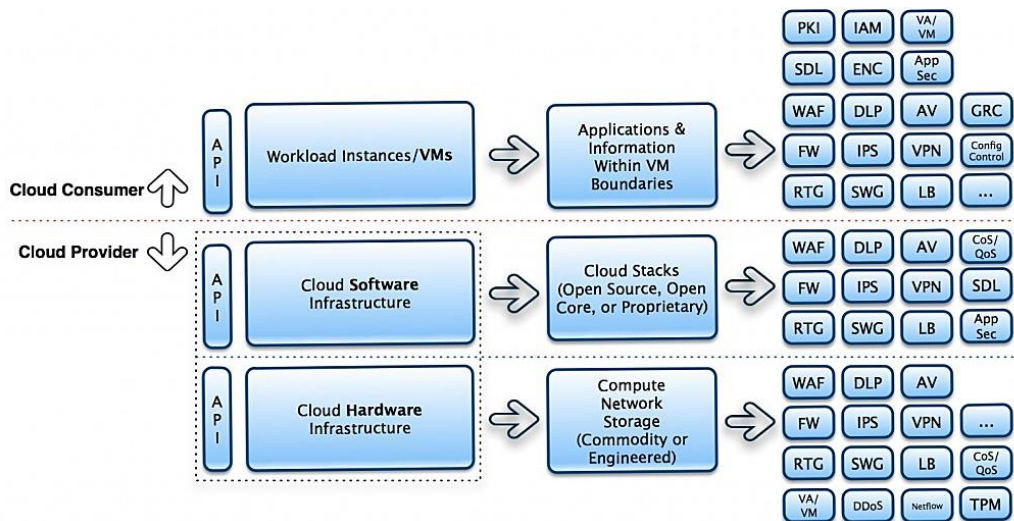 PKI IAM VA/
VM
SDL ENC App
Sec
WAF DLP AV GRC
FW IPS VPN Config
Control
RTG SWG LB ...
A
P
I
Workload Instances/VMs
Applications &
Information
Within VM
Boundaries
Cloud Consumer
Cloud Provider
A
P
I
Cloud Software
Infrastructure
Cloud Stacks
(Open Source, Open
Core, or Proprietary)
WAF DLP AV CoS/
QoS
FW IPS VPN SDL
RTG SWG LB App
Sec
A
P
I
Cloud Hardware
Infrastructure
Compute
Network
Storage
(Commodity or
Engineered)
WAF DLP AV
FW IPS VPN ...
RTG SWG LB CoS/
QoS
VA/
VM DDoS Netflow TPM